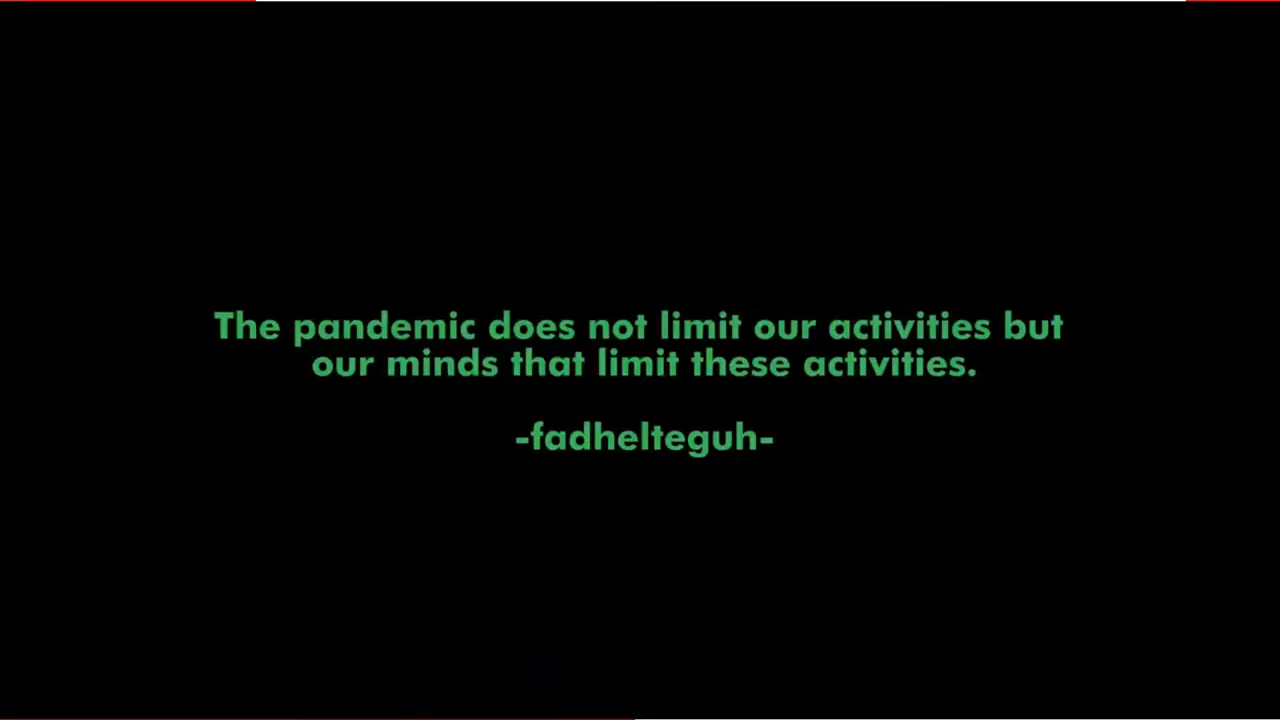 The pandemic does not limit our activities but
our minds that limit these activities.
-fadhelteguh-